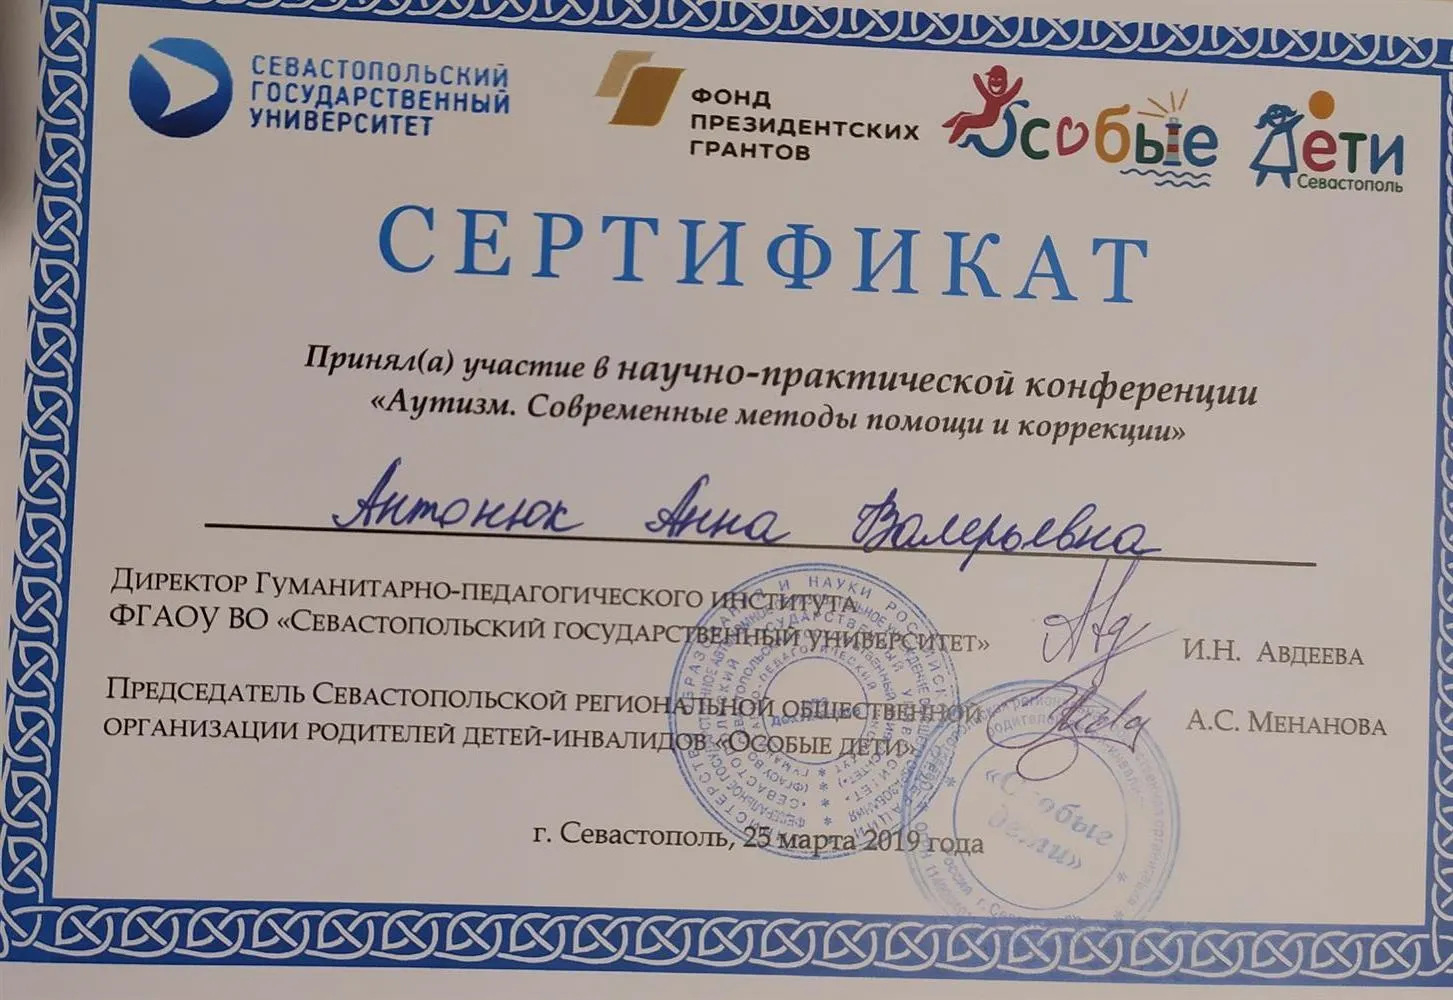 СЕВАСТОПОЛЬСКИЙ
ГОСУДАРСТВЕННЫЙ
УНИВЕРСИТЕТ
ФОНД
ПРЕЗИДЕНТСКИХ
ГРАНТОВ
Особые
Дети
Севастополь
СЕРТИФИКАТ
Принял(а) участие в научно-практической конференции
«Аутизм. Современные методы помощи и коррекции»
Антонюк Анна Валерьевна
ДИРЕКТОР ГУМАНИТАРНО-ПЕДАГОГИЧЕСКОГО ИНСТИТУТА
ФГАОУ ВО «СЕВАСТОПОЛЬСКИЙ ГОСУДАРСТВЕННЫЙ УНИВЕРСИТЕТ»
И.Н. АВДЕЕВА
ПРЕДСЕДАТЕЛЬ СЕВАСТОПОЛЬСКОЙ РЕГИОНАЛЬНОЙ ОБЩЕСТВЕННОЙ
ОРГАНИЗАЦИИ РОДИТЕЛЕЙ ДЕТЕЙ-ИНВАЛИДОВ «ОСОБЫЕ ДЕТИ»
А.С. МЕНАНОВА
«Особые
дети»
г. Севастополь, 25 марта 2019 года